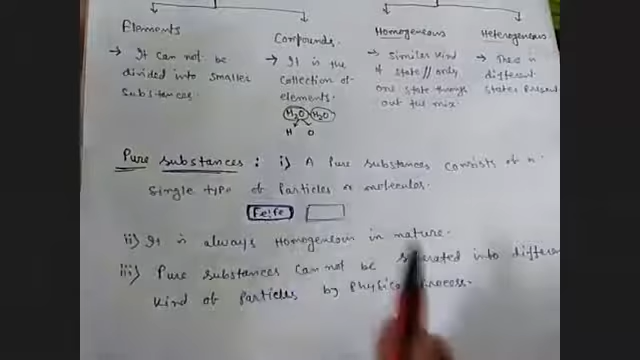 Elements
Compounds.
Homogeneous
Heterogeneous
→ It can not be
divided into smaller
substances.
→ It is the
collection of
elements.
H2O H2O
H O
→ Similar kind
of state // only
one state through
out the mix
→ There is
different
states present
Pure substances : i) A Pure substances consists of
single type of Particles or molecules.
Fe Fe
ii) It is always Homogeneous in nature.
iii) Pure substances can not be seperated into differen
kind of Particles by Physical Process.